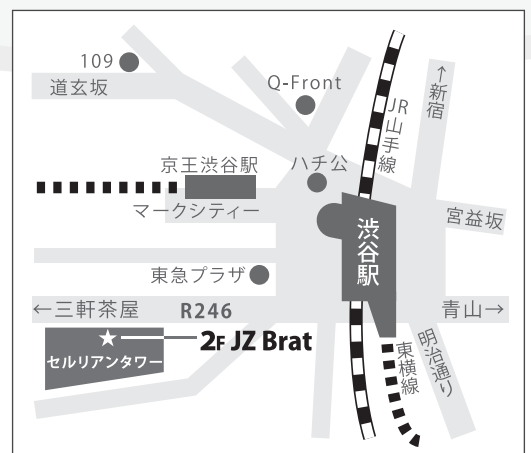 109
道玄坂
Q-Front
JR山手線
↑新宿
京王渋谷駅
ハチ公
マークシティー
宮益坂
渋谷駅
東急プラザ
←三軒茶屋
R246
青山→
2F JZ Brat
セルリアンタワー
東横線
明治通り